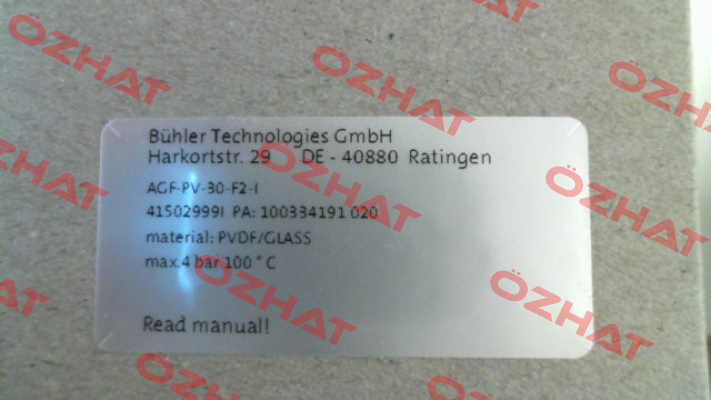 Bühler Technologies GmbH
Harkortstr. 29 DE - 40880 Ratingen
AGF-PV-30-F2-I
41502999I PA: 100334191 020
material: PVDF/GLASS
max.4 bar 100 ° C
Read manual!
ÖZHAT
ÖZHAT
ÖZHAT
ÖZHAT
ÖZHAT
ÖZHAT
ÖZHAT
ÖZHAT
ÖZHAT
ÖZHAT